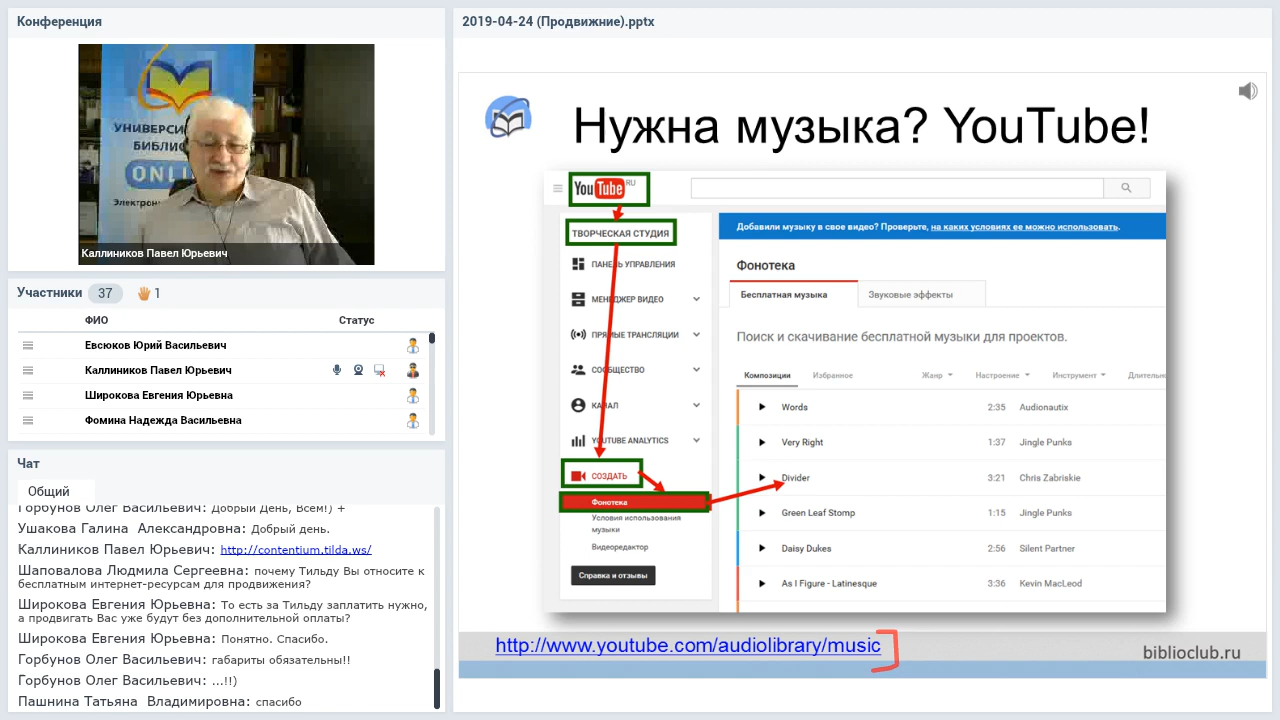 Конференция
УНИВЕРСИ
БИБЛИО
ONLI
Электронн
Каллиников Павел Юрьевич
Участники 37 1
ФИО Статус
Евсюков Юрий Васильевич
Каллиников Павел Юрьевич
Широкова Евгения Юрьевна
Фомина Надежда Васильевна
Чат
Общий
Горбунов Олег Васильевич: Добрый День, Всем!) +
Ушакова Галина Александровна: Добрый день.
Каллиников Павел Юрьевич: http://contentium.tilda.ws/
Шаповалова Людмила Сергеевна: почему Тильду Вы относите к
бесплатным интернет-ресурсам для продвижения?
Широкова Евгения Юрьевна: То есть за Тильду заплатить нужно,
а продвигать Вас уже будут без дополнительной оплаты?
Широкова Евгения Юрьевна: Понятно. Спасибо.
Горбунов Олег Васильевич: габариты обязательны!!
Горбунов Олег Васильевич: ...!!)
Пашнина Татьяна Владимировна: спасибо
2019-04-24 (Продвижние).pptx
Нужна музыка? YouTube!
YouTube RU
ТВОРЧЕСКАЯ СТУДИЯ
ПАНЕЛЬ УПРАВЛЕНИЯ
МЕНЕДЖЕР ВИДЕО
ПРЯМЫЕ ТРАНСЛЯЦИИ
СООБЩЕСТВО
КАНАЛ
YOUTUBE ANALYTICS
СОЗДАТЬ
Фонотека
Условия использования
музыки
Видеоредактор
Справка и отзывы
Добавили музыку в свое видео? Проверьте, на каких условиях ее можно использовать.
Фонотека
Бесплатная музыка Звуковые эффекты
Поиск и скачивание бесплатной музыки для проектов.
Композиции Избранное Жанр Настроение Инструмент Длительно
Words 2:35 Audionautix
Very Right 1:37 Jingle Punks
Divider 3:21 Chris Zabriskie
Green Leaf Stomp 1:15 Jingle Punks
Daisy Dukes 2:56 Silent Partner
As I Figure - Latinesque 3:36 Kevin MacLeod
http://www.youtube.com/audiolibrary/music
biblioclub.ru